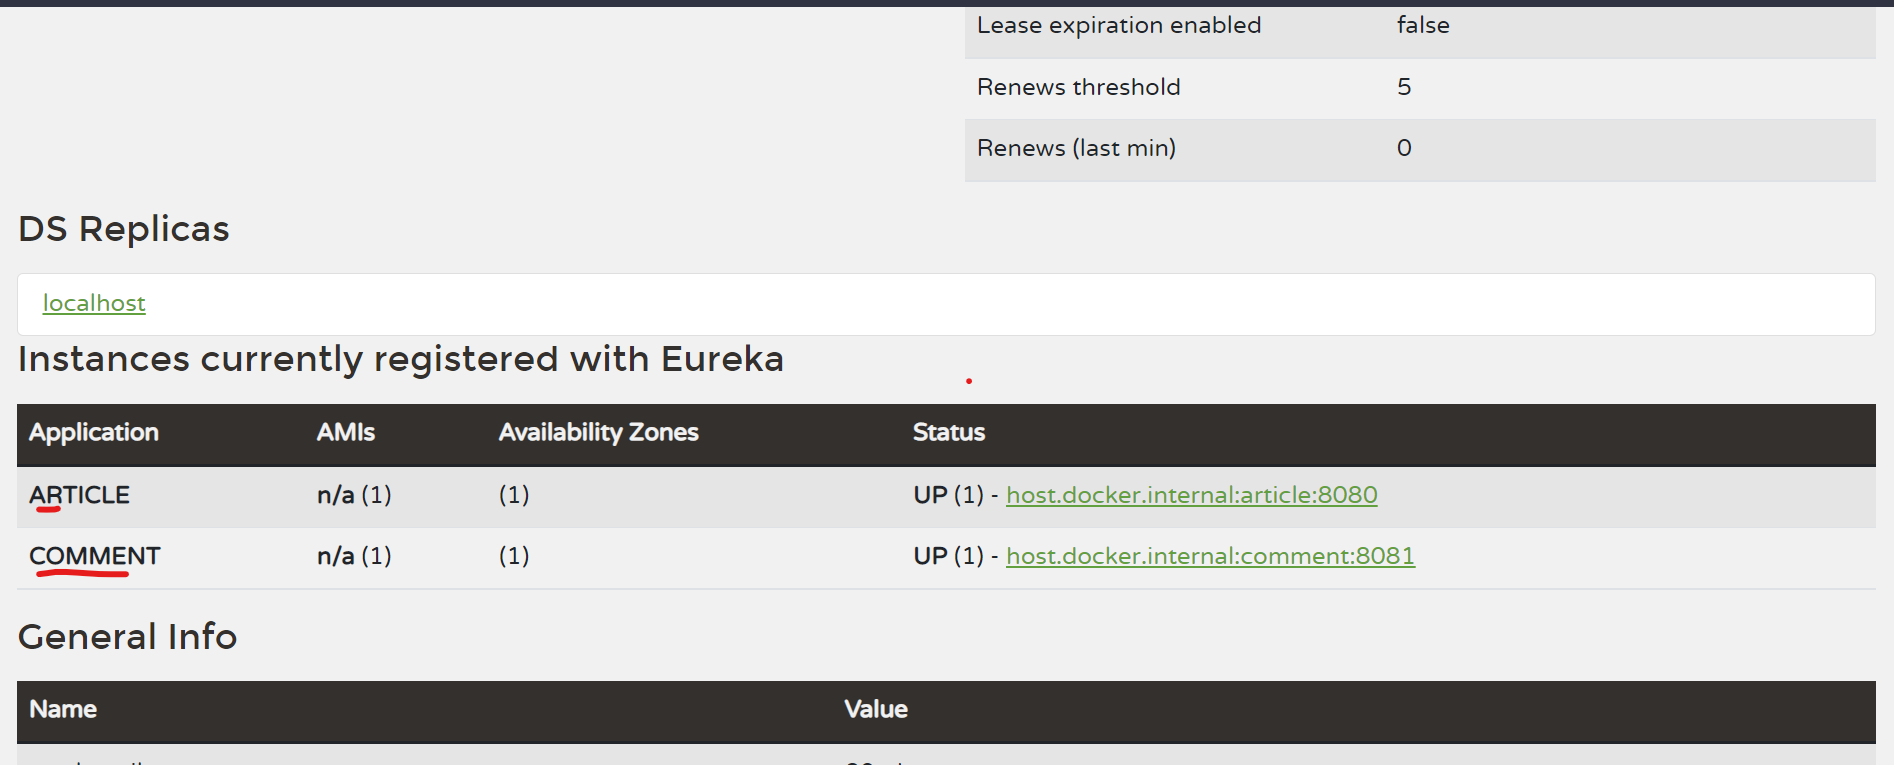 Lease expiration enabled false
Renews threshold 5
Renews (last min) 0
DS Replicas
localhost
Instances currently registered with Eureka
Application AMIs Availability Zones Status
ARTICLE n/a (1) (1) UP (1) - host.docker.internal:article:8080
COMMENT n/a (1) (1) UP (1) - host.docker.internal:comment:8081
General Info
Name Value